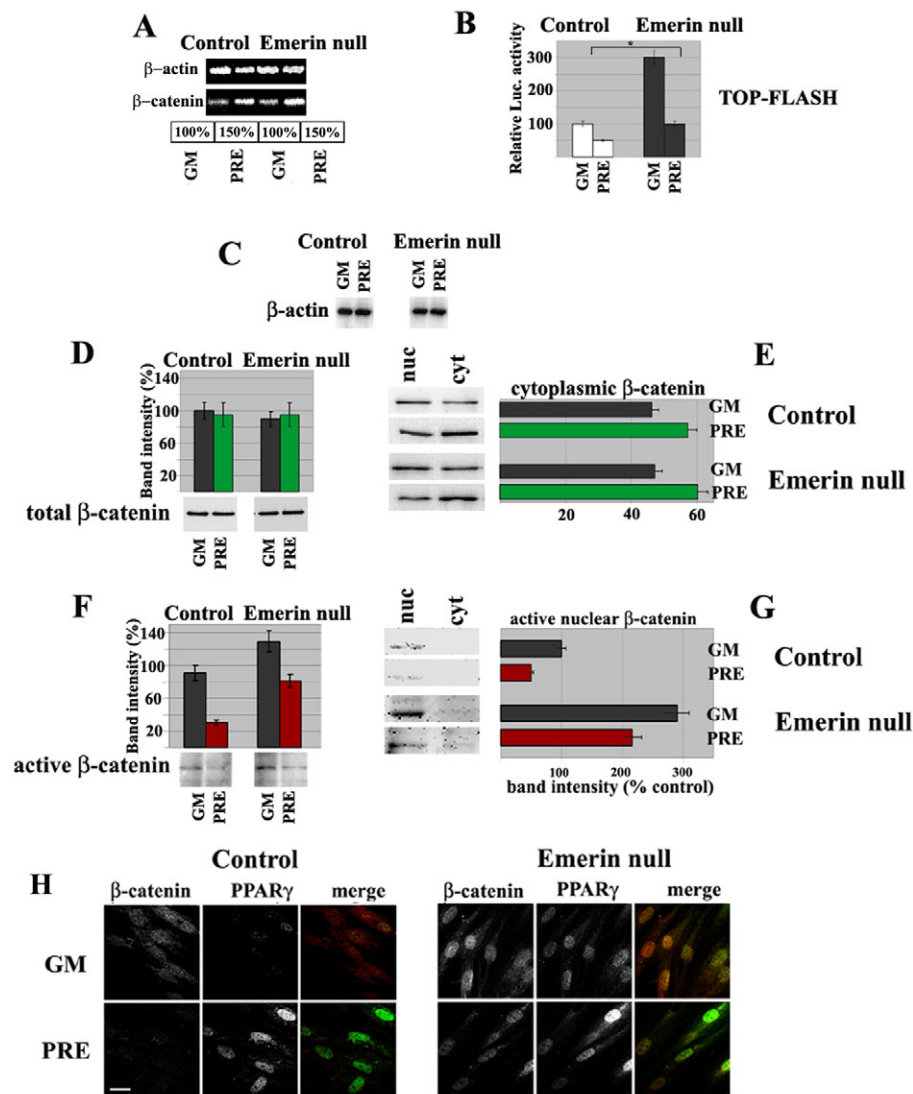 A
Control Emerin null
β–actin
β–catenin
100% 150% 100% 150%
GM PRE GM PRE
B
Control Emerin null
*
Relative Luc. activity
300
100
GM PRE GM PRE
TOP-FLASH
C
Control Emerin null
GM PRE GM PRE
β-actin
D
Control Emerin null
Band intensity (%)
140
100
60
20
total β-catenin
GM PRE GM PRE
E
nuc cyt
cytoplasmic β-catenin
GM
PRE
Control
GM
PRE
Emerin null
20 40 60
F
Control Emerin null
Band intensity (%)
140
100
60
20
active β-catenin
GM PRE GM PRE
G
nuc cyt
active nuclear β-catenin
GM
PRE
Control
GM
PRE
Emerin null
100 200 300
band intensity (% control)
H
Control Emerin null
β-catenin PPARγ merge β-catenin PPARγ merge
GM
PRE